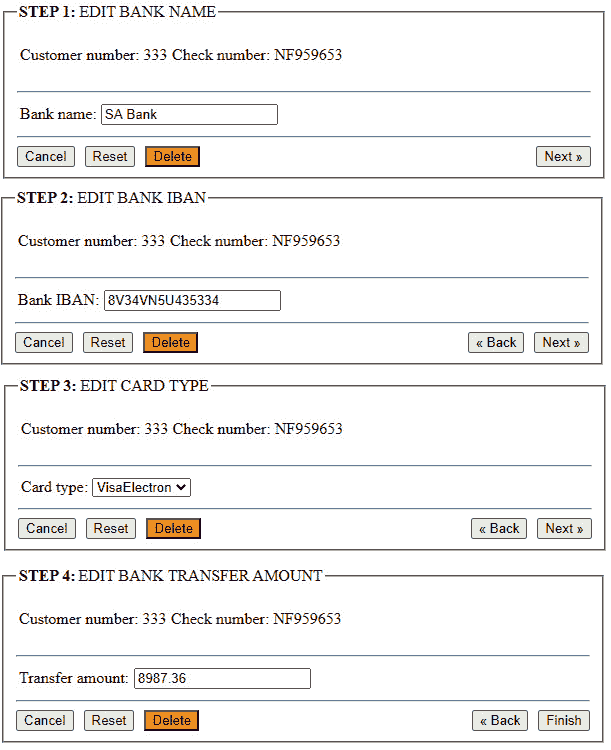 STEP 1: EDIT BANK NAME
Customer number: 333 Check number: NF959653
Bank name: SA Bank
Cancel Reset Delete Next »
STEP 2: EDIT BANK IBAN
Customer number: 333 Check number: NF959653
Bank IBAN: 8V34VN5U435334
Cancel Reset Delete « Back Next »
STEP 3: EDIT CARD TYPE
Customer number: 333 Check number: NF959653
Card type: VisaElectron
Cancel Reset Delete « Back Next »
STEP 4: EDIT BANK TRANSFER AMOUNT
Customer number: 333 Check number: NF959653
Transfer amount: 8987.36
Cancel Reset Delete « Back Finish